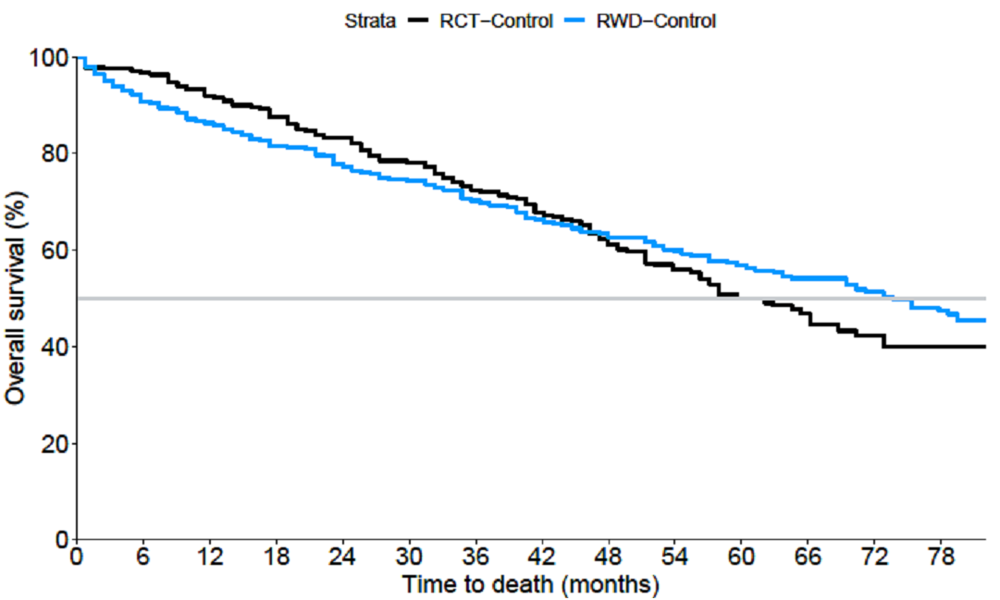 Strata RCT−Control RWD−Control
100
80
60
40
20
0
Overall survival (%)
0 6 12 18 24 30 36 42 48 54 60 66 72 78
Time to death (months)